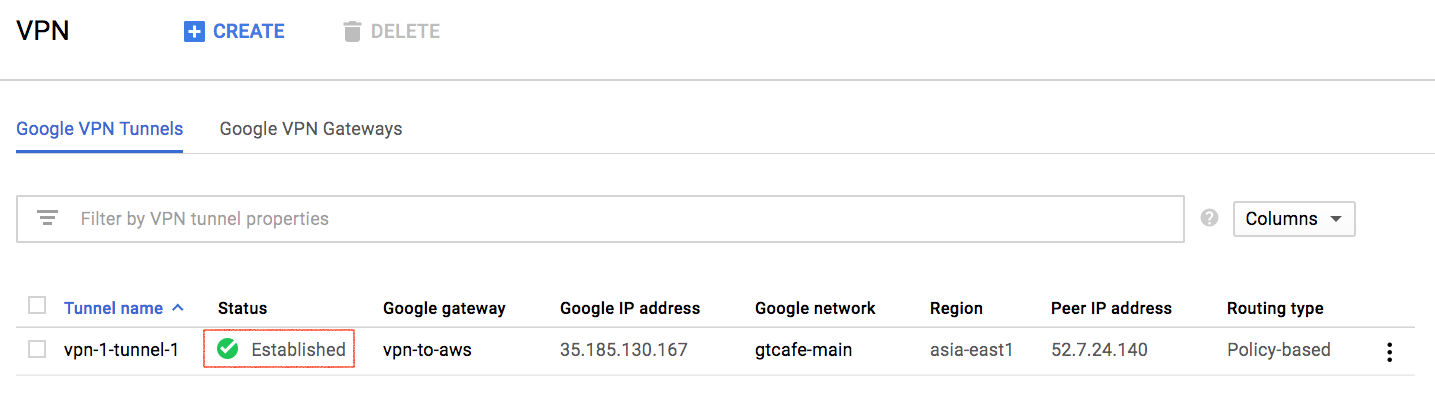 VPN CREATE DELETE
Google VPN Tunnels Google VPN Gateways
Filter by VPN tunnel properties ? Columns
Tunnel name Status Google gateway Google IP address Google network Region Peer IP address Routing type
vpn-1-tunnel-1 Established vpn-to-aws 35.185.130.167 gtcafe-main asia-east1 52.7.24.140 Policy-based